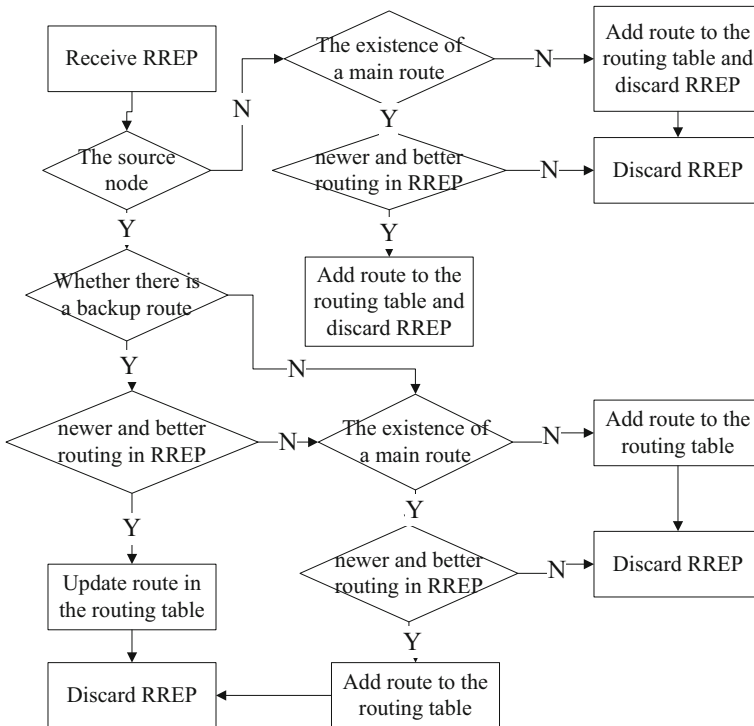 Receive RREP
The existence of
a main route
N
Add route to the
routing table and
discard RREP
N
Y
The source
node
newer and better
routing in RREP
N
Discard RREP
Y
Y
Whether there is
a backup route
Add route to the
routing table and
discard RREP
Y
N
newer and better
routing in RREP
N
The existence of
a main route
N
Add route to the
routing table
Y
Y
newer and better
routing in RREP
N
Discard RREP
Update route in
the routing table
Y
Discard RREP
Add route to the
routing table